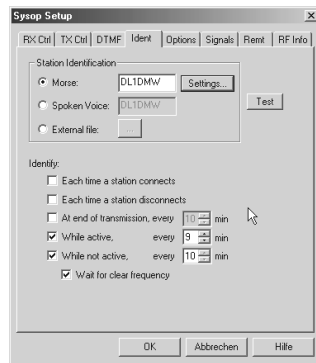 Sysop Setup
RX Ctrl TX Ctrl DTMF Ident Options Signals Remt RF Info
Station Identification
Morse: DL1DMW Settings...
Spoken Voice: DL1DMW
Test
External file: ...
Identify:
Each time a station connects
Each time a station disconnects
At end of transmission, every 10 min
While active, every 9 min
While not active, every 10 min
Wait for clear frequency
OK Abbrechen Hilfe